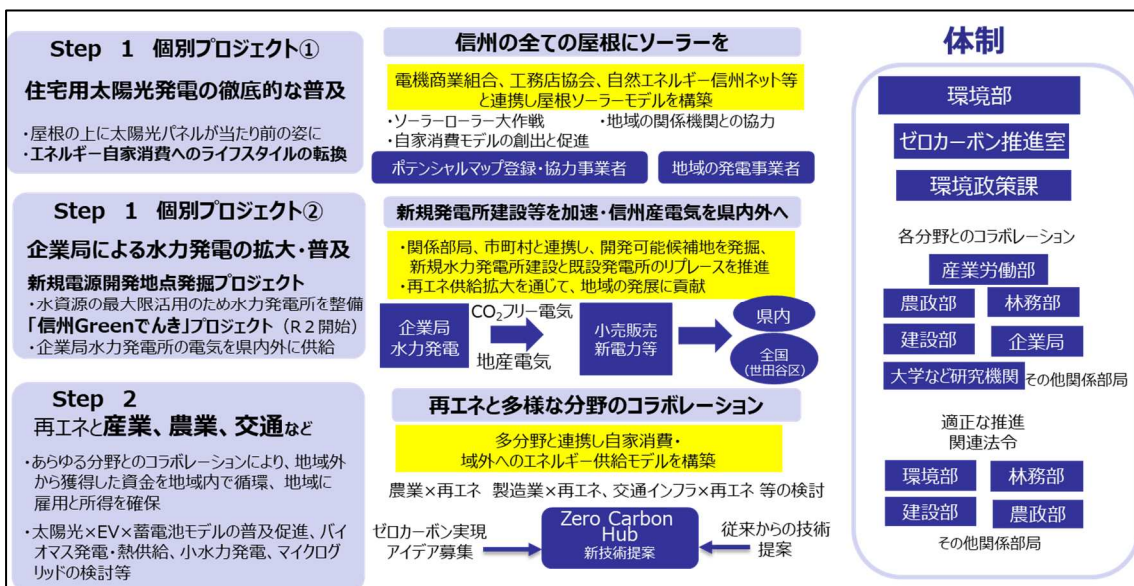 Step 1 個別プロジェクト①
住宅用太陽光発電の徹底的な普及
・屋根の上に太陽光パネルが当たり前の姿に
・エネルギー自家消費へのライフスタイルの転換
信州の全ての屋根にソーラーを
電機商業組合、工務店協会、自然エネルギー信州ネット等
と連携し屋根ソーラーモデルを構築
・ソーラーローラー大作戦 ・地域の関係機関との協力
・自家消費モデルの創出と促進
ポテンシャルマップ登録・協力事業者 地域の発電事業者
Step 1 個別プロジェクト②
企業局による水力発電の拡大・普及
新規電源開発地点発掘プロジェクト
・水資源の最大限活用のため水力発電所を整備
「信州Greenでんき」プロジェクト（R2開始）
・企業局水力発電所の電気を県内外に供給
新規発電所建設等を加速・信州産電気を県内外へ
・関係部局、市町村と連携し、開発可能候補地を発掘、
新規水力発電所建設と既設発電所のリプレースを推進
・再エネ供給拡大を通じて、地域の発展に貢献
企業局
水力発電
CO₂フリー電気
地産電気
小売販売
新電力等
県内
全国
(世田谷区)
Step 2
再エネと産業、農業、交通など
・あらゆる分野とのコラボレーションにより、地域外
から獲得した資金を地域内で循環、地域に
雇用と所得を確保
・太陽光×EV×蓄電池モデルの普及促進、バイ
オマス発電・熱供給、小水力発電、マイクログ
リッドの検討等
再エネと多様な分野のコラボレーション
多分野と連携し自家消費・
域外へのエネルギー供給モデルを構築
農業×再エネ 製造業×再エネ、交通インフラ×再エネ 等の検討
ゼロカーボン実現
アイデア募集
Zero Carbon
Hub
新技術提案
従来からの技術
提案
体制
環境部
ゼロカーボン推進室
環境政策課
各分野とのコラボレーション
産業労働部
農政部 林務部
建設部 企業局
大学など研究機関 その他関係部局
適正な推進
関連法令
環境部 林務部
建設部 農政部
その他関係部局